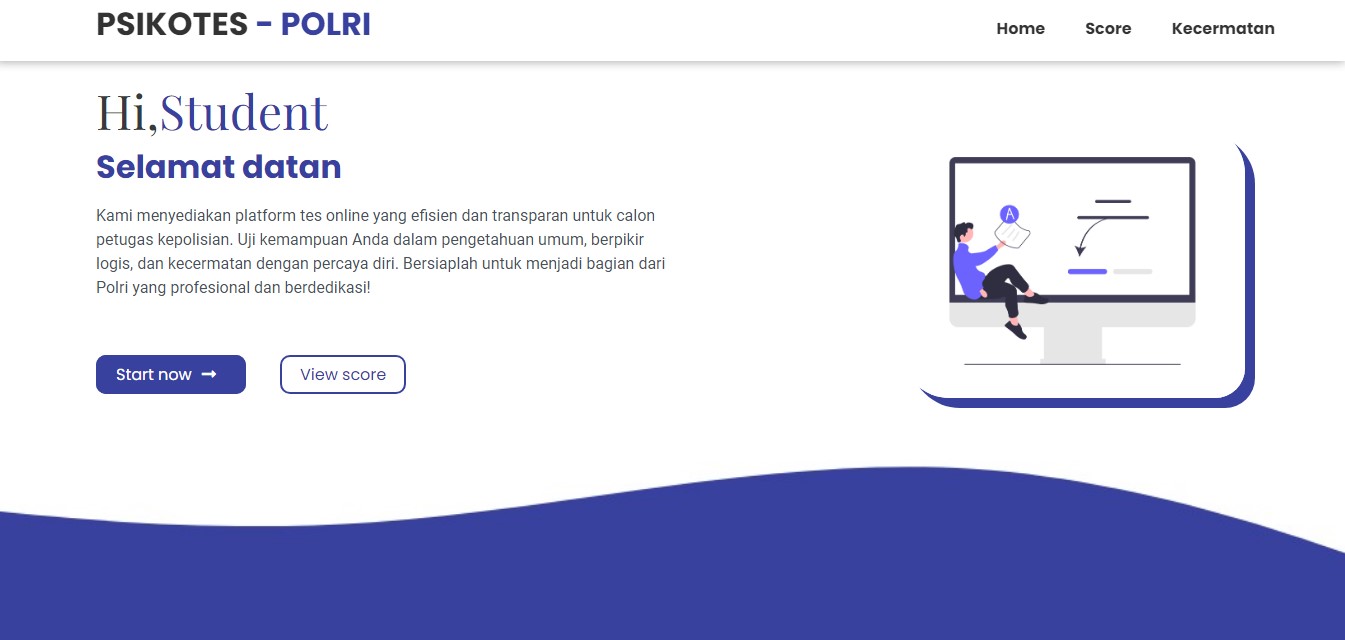 PSIKOTES - POLRI
Home Score Kecermatan
Hi,Student
Selamat datan
Kami menyediakan platform tes online yang efisien dan transparan untuk calon
petugas kepolisian. Uji kemampuan Anda dalam pengetahuan umum, berpikir
logis, dan kecermatan dengan percaya diri. Bersiaplah untuk menjadi bagian dari
Polri yang profesional dan berdedikasi!
Start now
View score
A